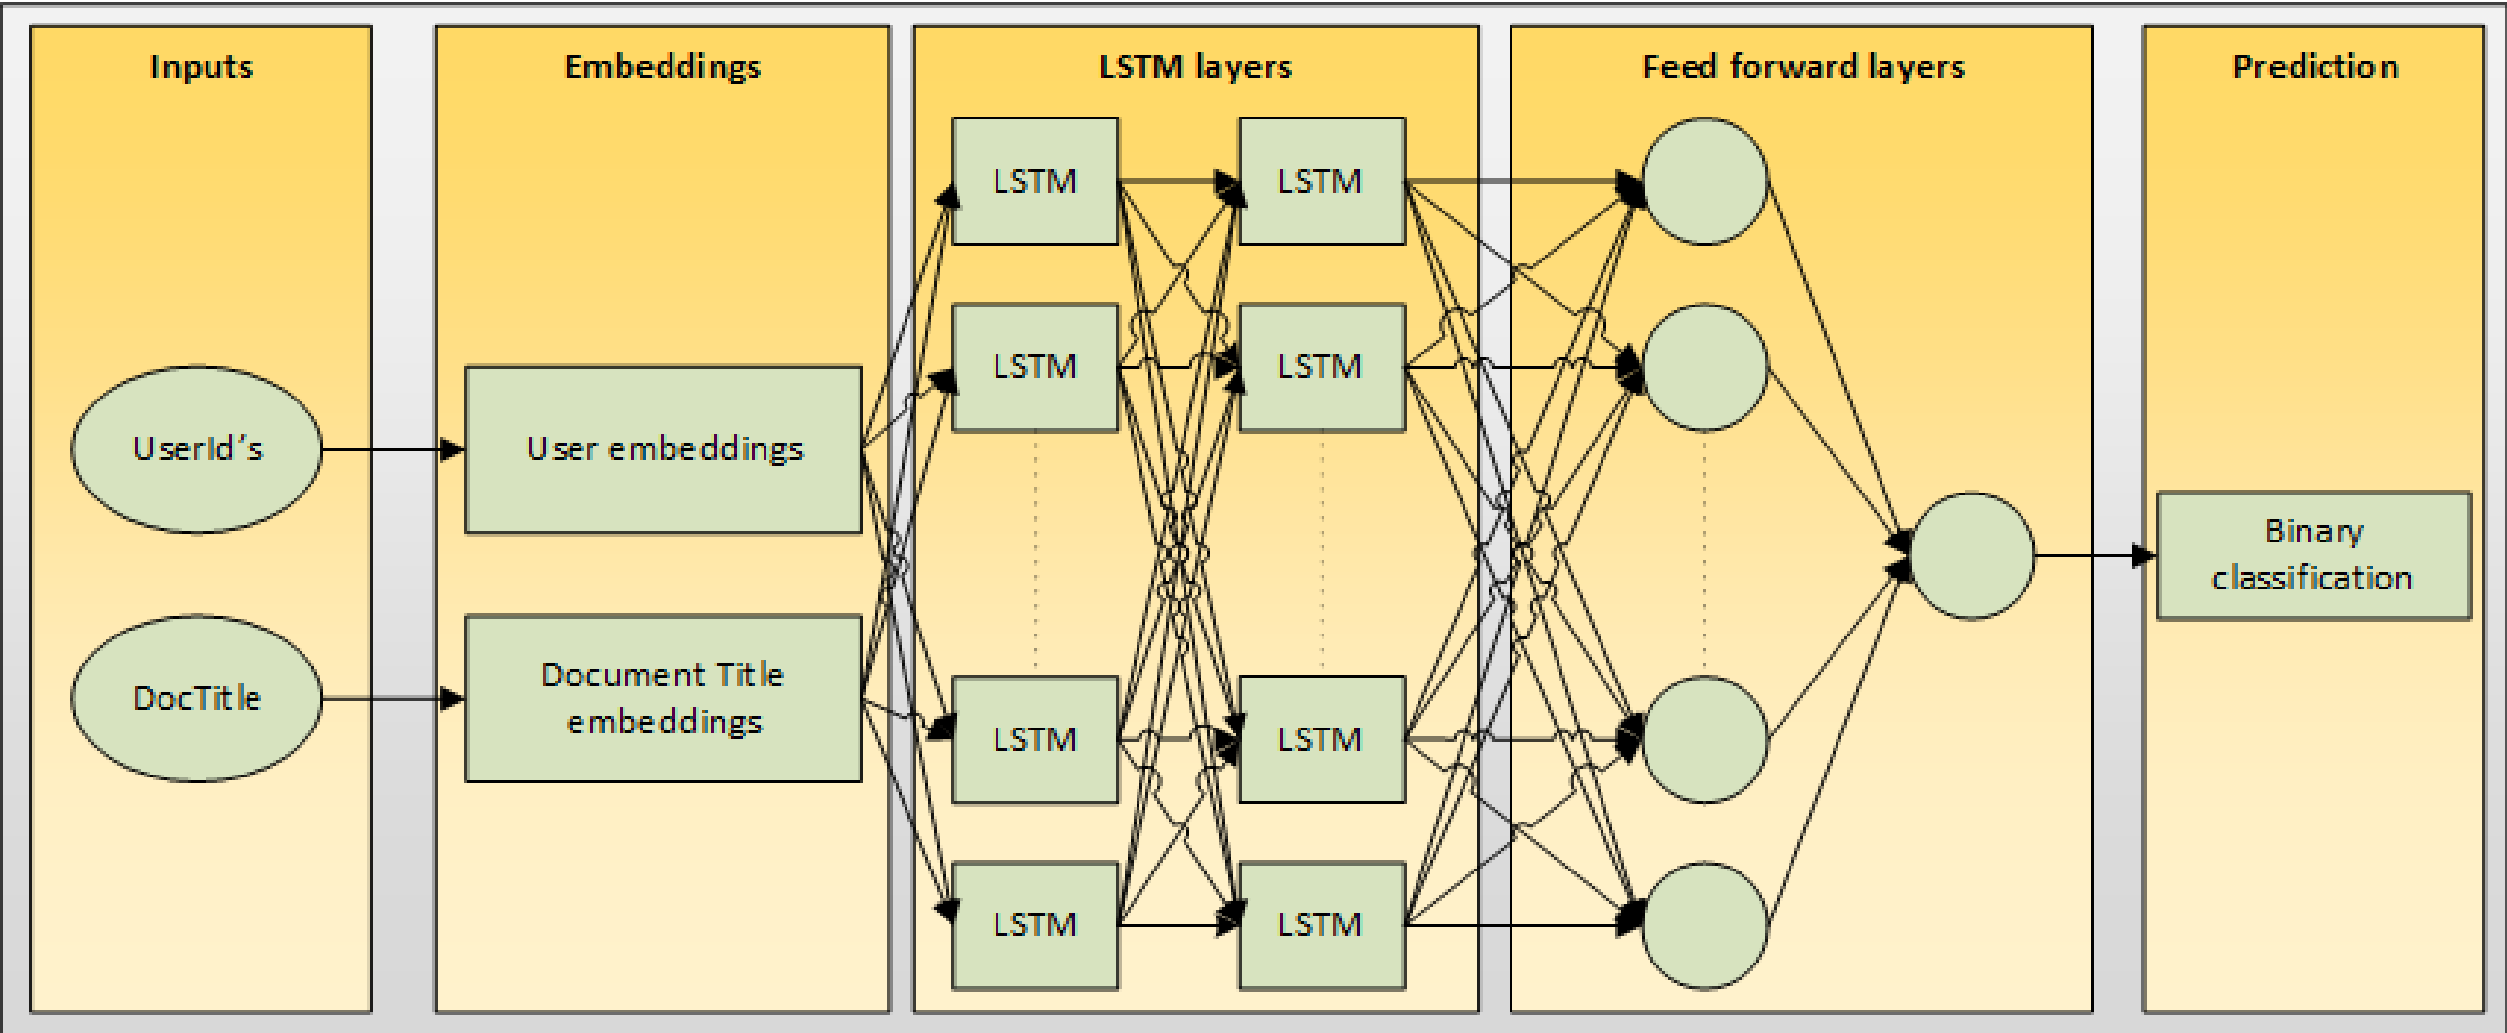 Inputs
Embeddings
LSTM layers
Feed forward layers
Prediction
UserId's
DocTitle
User embeddings
Document Title
embeddings
LSTM
LSTM
LSTM
LSTM
LSTM
LSTM
LSTM
LSTM
Binary
classification